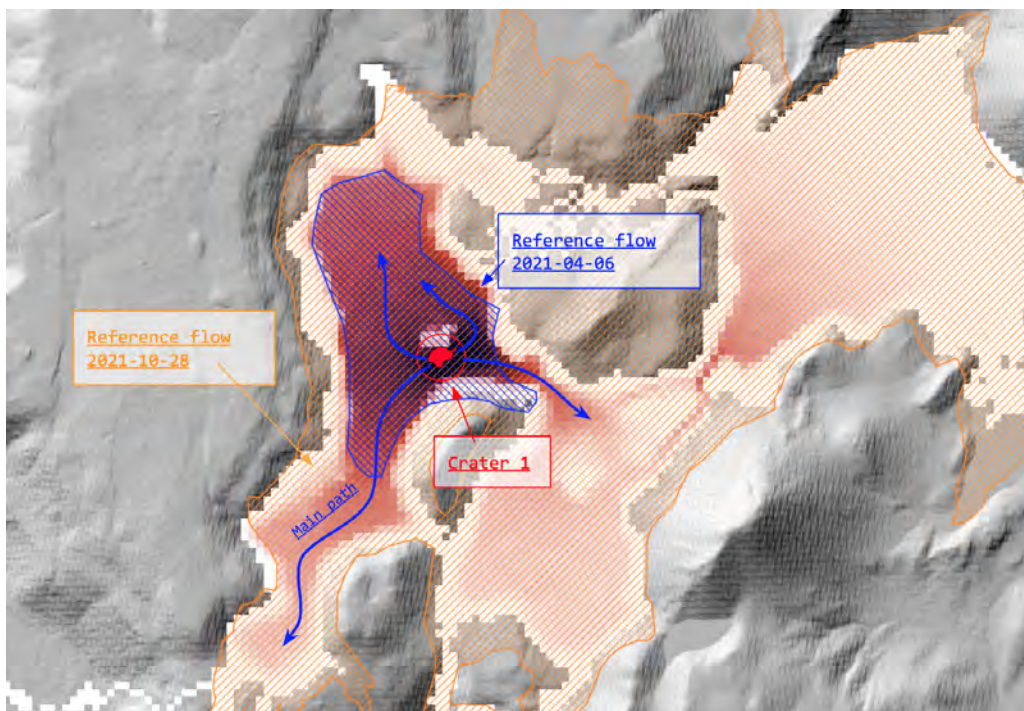 Reference flow
2021-04-06
Reference flow
2021-10-28
Crater 1
Main path